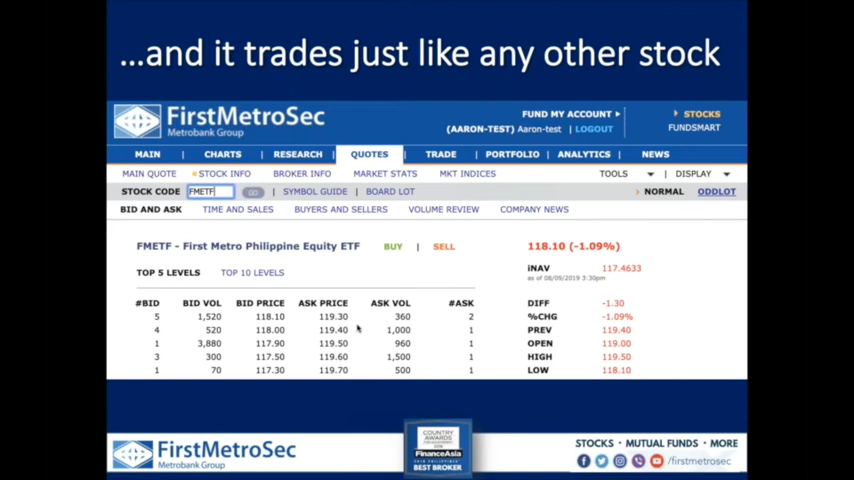 ...and it trades just like any other stock
FirstMetroSec
Metrobank Group
FUND MY ACCOUNT
(AARON-TEST) Aaron-test | LOGOUT
STOCKS
FUNDSMART
MAIN | CHARTS | RESEARCH | QUOTES | TRADE | PORTFOLIO | ANALYTICS | NEWS
MAIN QUOTE STOCK INFO BROKER INFO MARKET STATS MKT INDICES TOOLS | DISPLAY
STOCK CODE FMETF GO | SYMBOL GUIDE | BOARD LOT NORMAL ODDLOT
BID AND ASK TIME AND SALES BUYERS AND SELLERS VOLUME REVIEW COMPANY NEWS
FMETF - First Metro Philippine Equity ETF BUY | SELL 118.10 (-1.09%)
TOP 5 LEVELS TOP 10 LEVELS
iNAV 117.4633
as of 08/09/2019 3:30pm
#BID BID VOL BID PRICE ASK PRICE ASK VOL #ASK
5 1,520 118.10 119.30 360 2
4 520 118.00 119.40 1,000 1
1 3,880 117.90 119.50 960 1
3 300 117.50 119.60 1,500 1
1 70 117.30 119.70 500 1
DIFF -1.30
%CHG -1.09%
PREV 119.40
OPEN 119.00
HIGH 119.50
LOW 118.10
FirstMetroSec
Metrobank Group
COUNTRY
AWARDS
FinanceAsia
BEST BROKER
STOCKS • MUTUAL FUNDS • MORE
/firstmetrosec